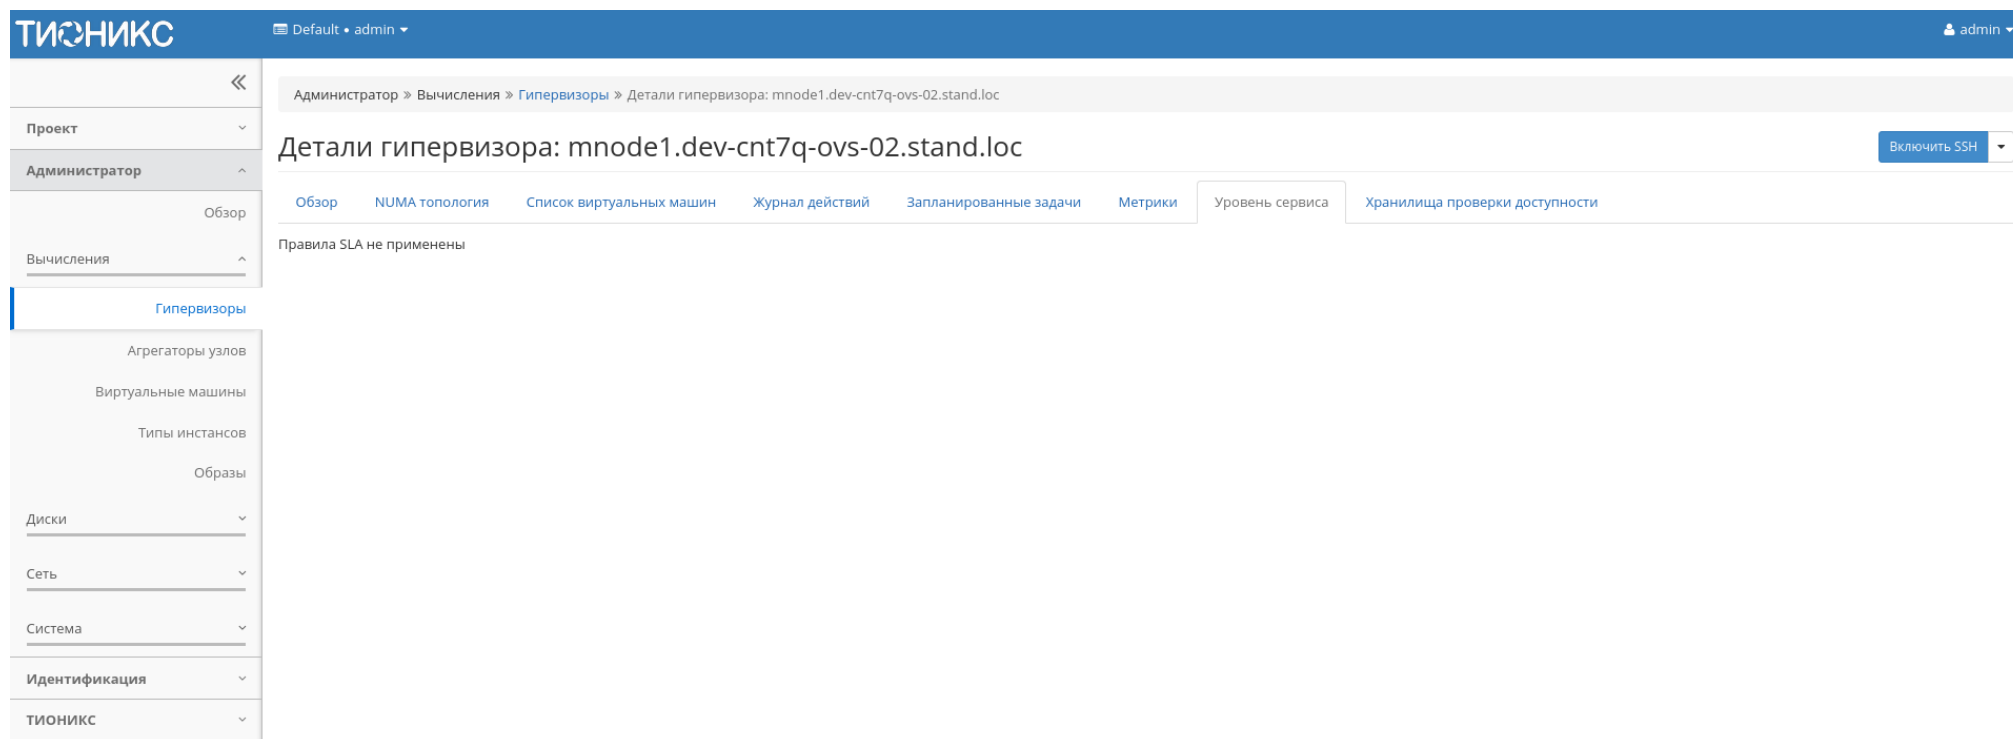 ТИОНИКС
Default • admin
admin
Администратор » Вычисления » Гипервизоры » Детали гипервизора: mnode1.dev-cnt7q-ovs-02.stand.loc
Проект
Администратор
Обзор
Вычисления
Гипервизоры
Агрегаторы узлов
Виртуальные машины
Типы инстансов
Образы
Диски
Сеть
Система
Идентификация
ТИОНИКС
Детали гипервизора: mnode1.dev-cnt7q-ovs-02.stand.loc
Включить SSH
Обзор NUMA топология Список виртуальных машин Журнал действий Запланированные задачи Метрики Уровень сервиса Хранилища проверки доступности
Правила SLA не применены